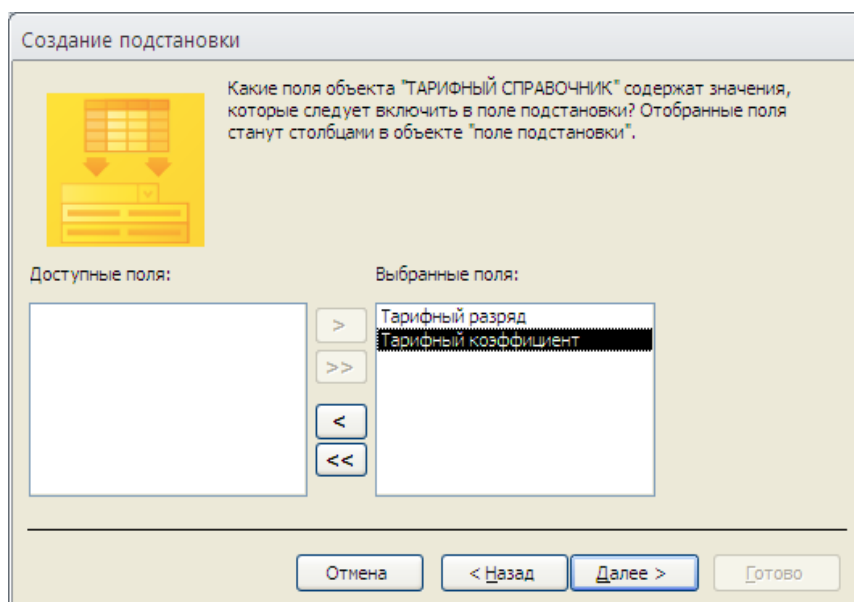 Создание подстановки
Какие поля объекта "ТАРИФНЫЙ СПРАВОЧНИК" содержат значения,
которые следует включить в поле подстановки? Отобранные поля
станут столбцами в объекте "поле подстановки".
Доступные поля:
Выбранные поля:
Тарифный разряд
Тарифный коэффициент
>
>>
<
<<
Отмена
< Назад
Далее >
Готово